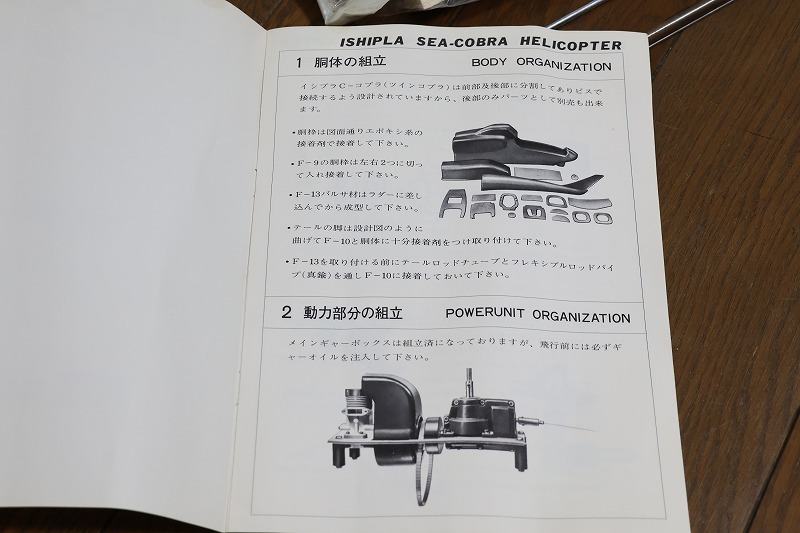 ISHIPLA SEA-COBRA HELICOPTER
1 胴体の組立 BODY ORGANIZATION
イシプラC-コブラ(ツインコブラ)は前部及後部に分割してありビスで
接続するよう設計されていますから、後部のみパーツとして別売も出来
ます。
・胴枠は図面通りエポキシ系の
接着剤で接着して下さい。
・F-9の胴枠は左右2つに切っ
て入れ接着して下さい。
・F-13バルサ材はラダーに差し
込んでから成型して下さい。
・テールの脚は設計図のように
曲げてF-10と胴体に十分接着剤をつけ取り付けて下さい。
・F-13を取り付ける前にテールロッドチューブとフレキシブルロッドパイ
プ(真鍮)を通しF-10に接着しておいて下さい。
2 動力部分の組立 POWERUNIT ORGANIZATION
メインギャーボックスは組立済になっておりますが、飛行前には必ずギ
ャーオイルを注入して下さい。